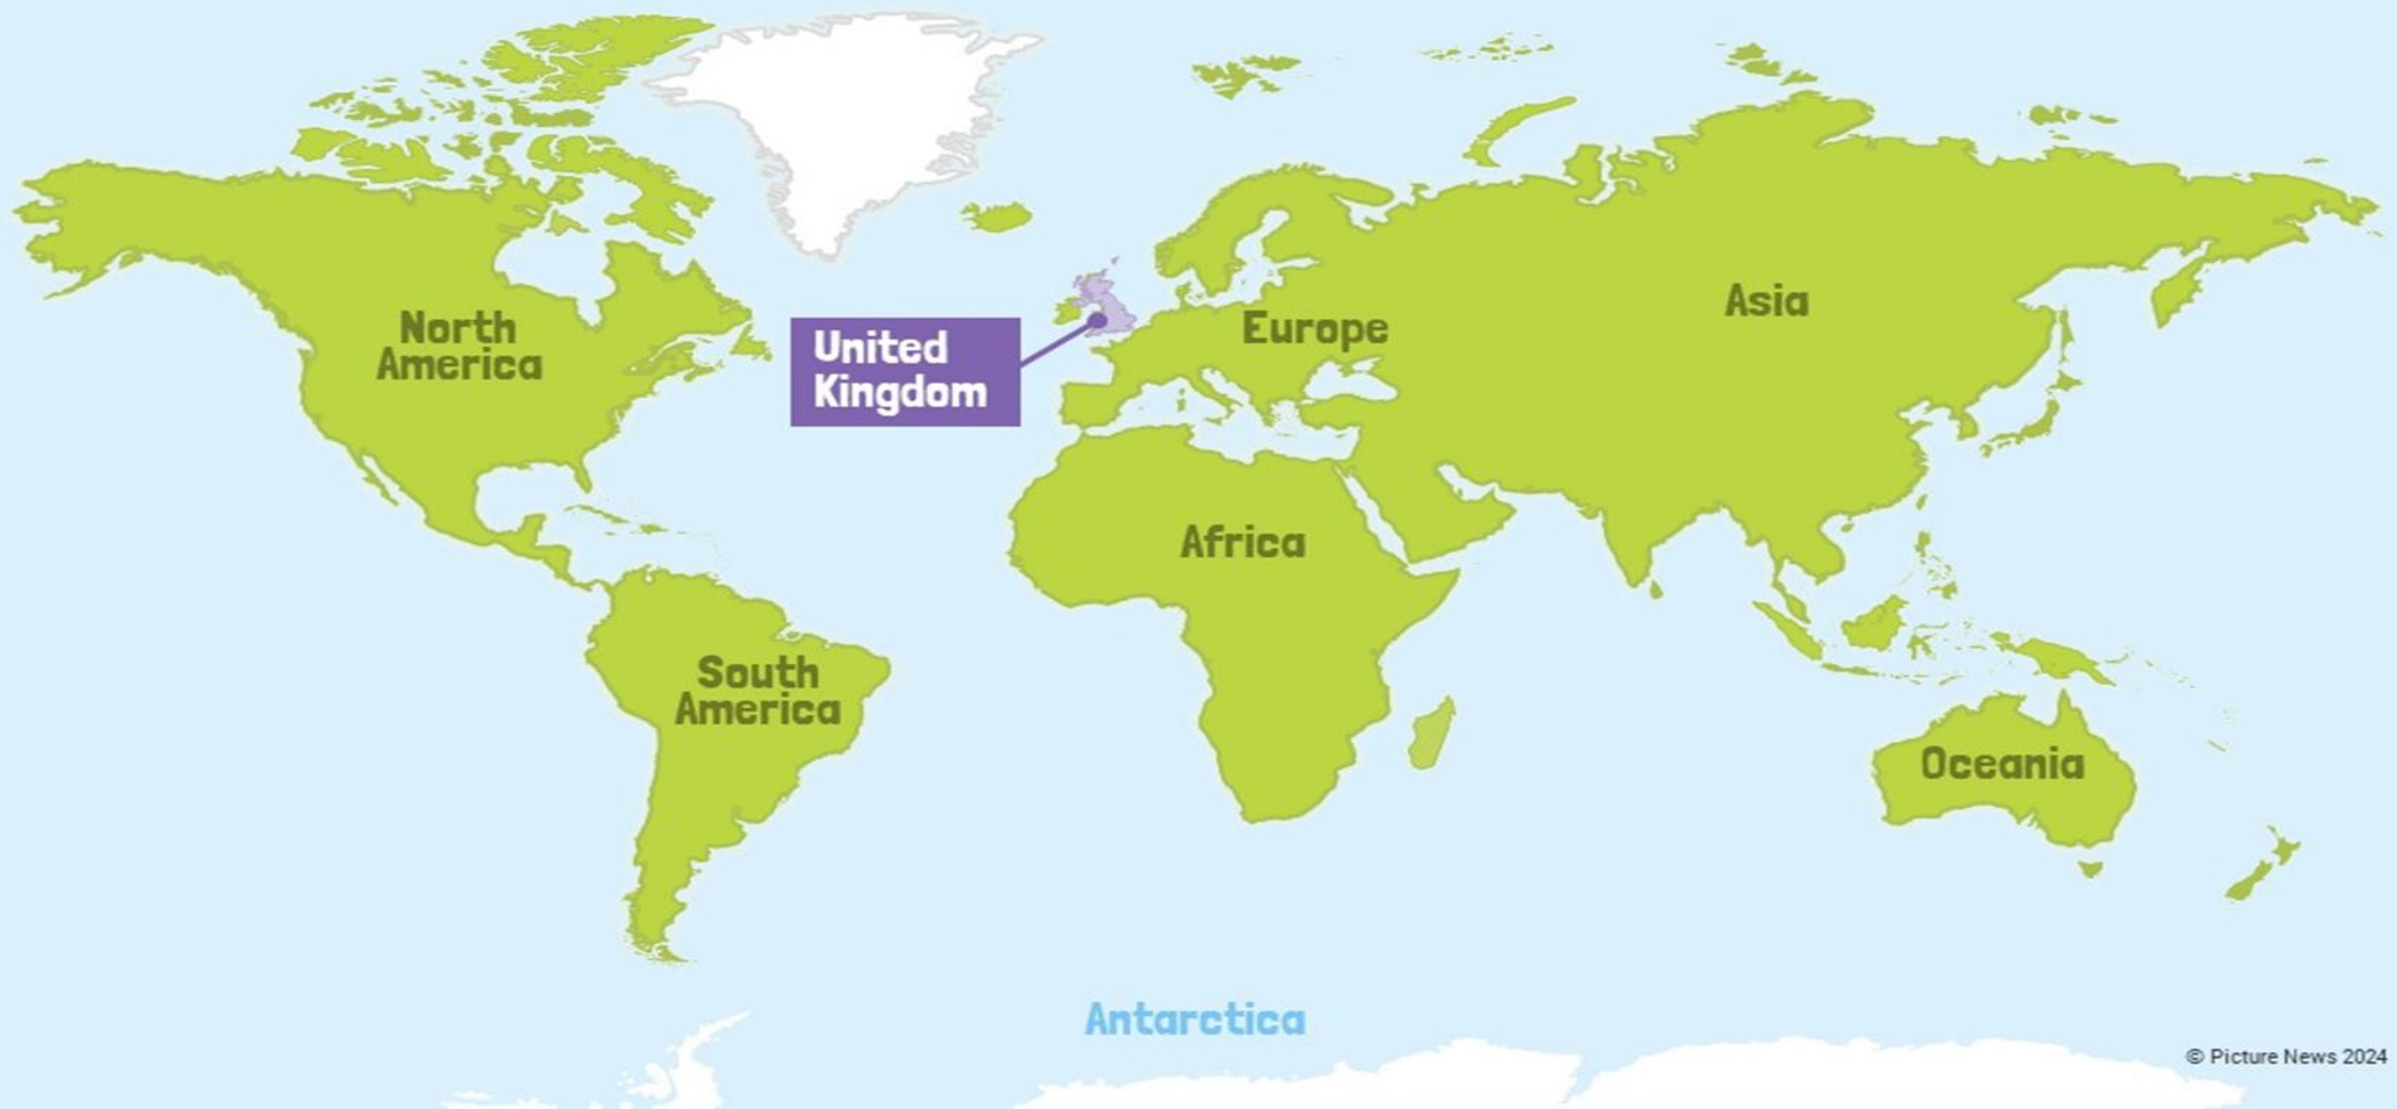 North
America
United
Kingdom
Europe
Asia
Africa
South
America
Oceania
Antarctica
© Picture News 2024